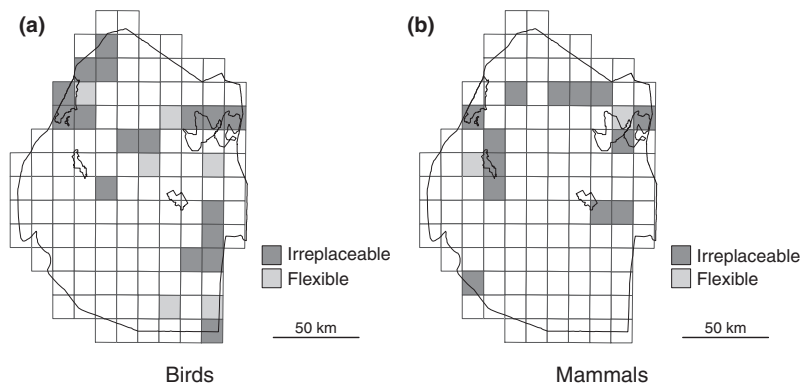 (a)
Irreplaceable
Flexible
50 km
Birds
(b)
Irreplaceable
Flexible
50 km
Mammals